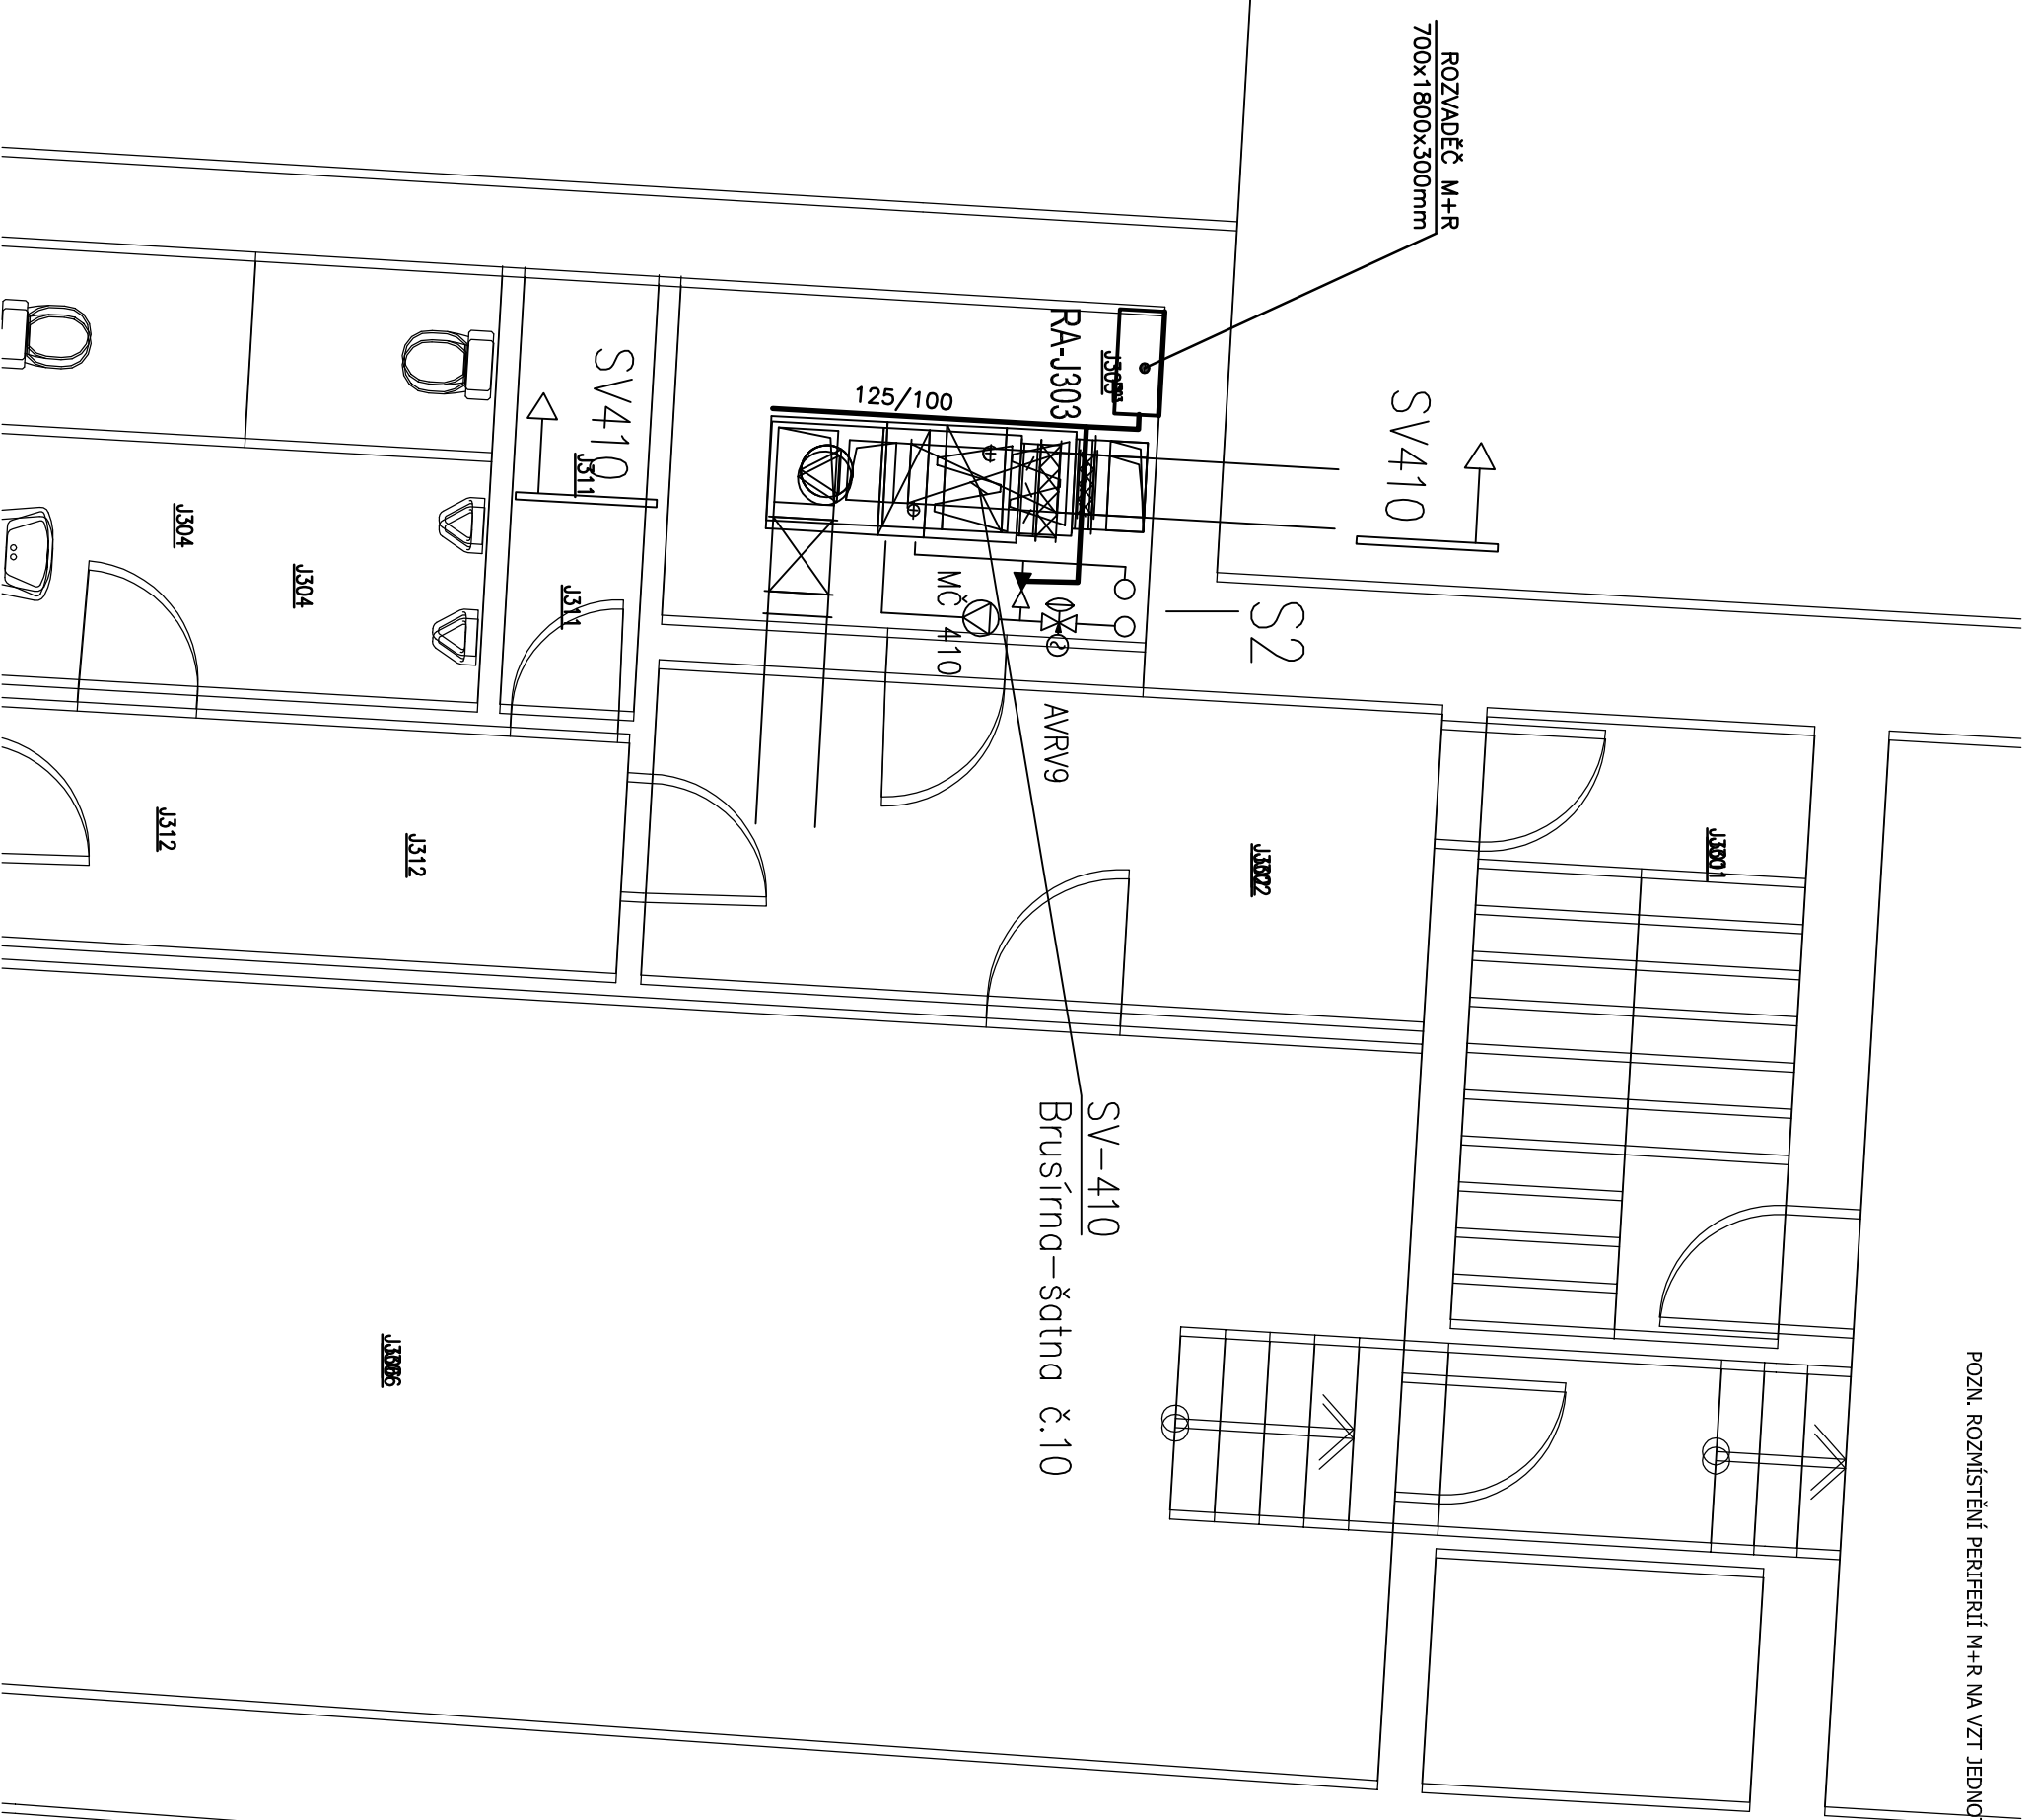 ROZVADĚČ M+R
700x1800x300mm
RA-J303
125/100
SV410
SV410
S2
J311
J311
J304
J304
MČ 410
AVRV9
J312
J312
SV-410
Brusírna-šatna č.10
POZN. ROZMÍSTĚNÍ PERIFERIÍ M+R NA VZT